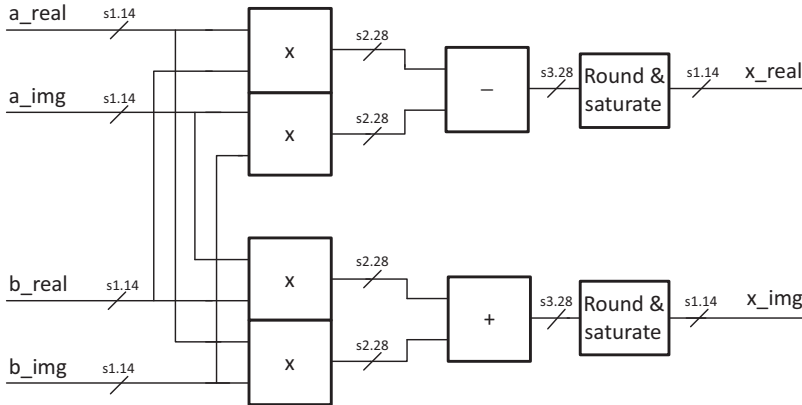 a_real
s1.14
x
s2.28
−
s3.28
Round &
saturate
s1.14
x_real
a_img
s1.14
x
s2.28
b_real
s1.14
x
s2.28
+
s3.28
Round &
saturate
s1.14
x_img
b_img
s1.14
x
s2.28